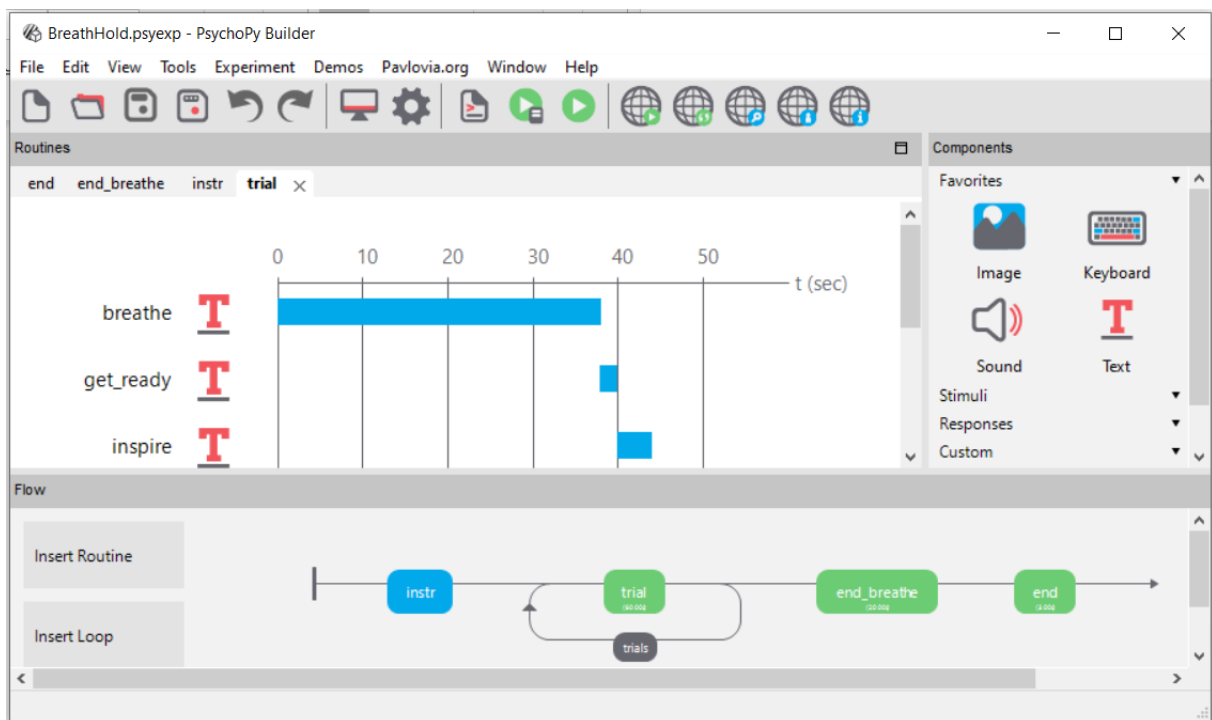 BreathHold.psyexp - PsychoPy Builder
File Edit View Tools Experiment Demos Pavlovia.org Window Help
Routines
Components
end end_breathe instr trial
Favorites
0 10 20 30 40 50
t (sec)
Image Keyboard
breathe
Sound Text
get_ready
Stimuli
Responses
inspire
Custom
Flow
Insert Routine
instr trial end_breathe end
Insert Loop
trials